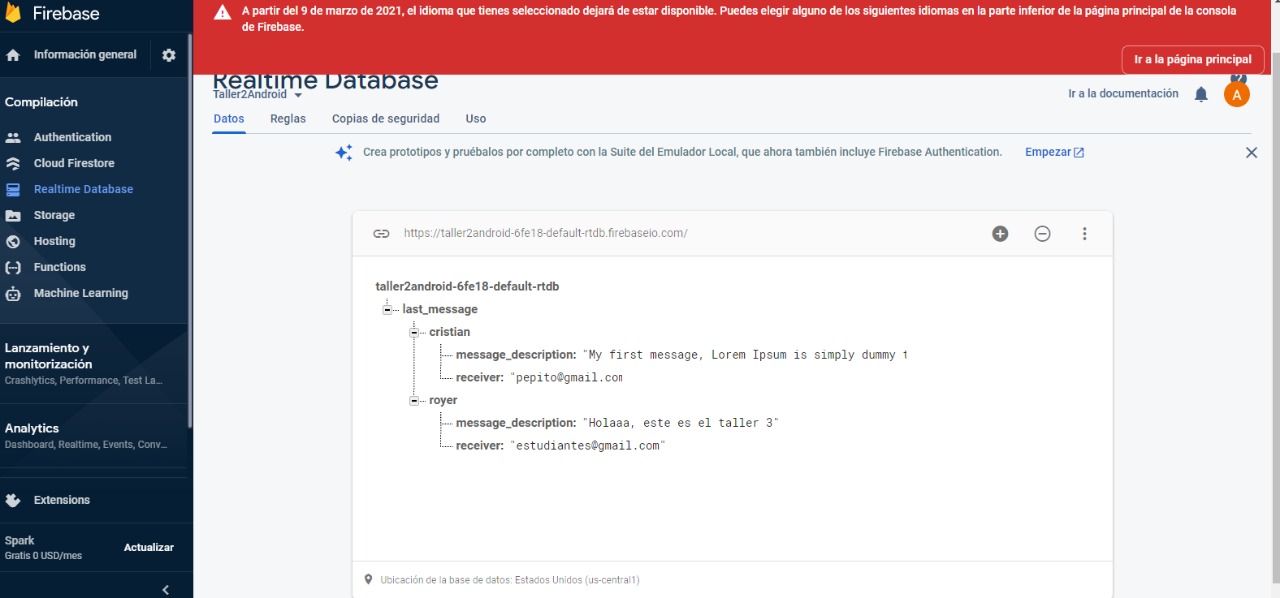 Firebase
Información general
Compilación
Authentication
Cloud Firestore
Realtime Database
Storage
Hosting
Functions
Machine Learning
Lanzamiento y
monitorización
Crashlytics, Performance, Test La...
Analytics
Dashboard, Realtime, Events, Conv...
Extensions
Spark
Gratis 0 USD/mes
Actualizar
A partir del 9 de marzo de 2021, el idioma que tienes seleccionado dejará de estar disponible. Puedes elegir alguno de los siguientes idiomas en la parte inferior de la página principal de la consola
de Firebase.
Ir a la página principal
Realtime Database
Taller2Android
Ir a la documentación
A
Datos Reglas Copias de seguridad Uso
Crea prototipos y pruébalos por completo con la Suite del Emulador Local, que ahora también incluye Firebase Authentication. Empezar
https://taller2android-6fe18-default-rtdb.firebaseio.com/
taller2android-6fe18-default-rtdb
last_message
cristian
message_description: "My first message, Lorem Ipsum is simply dummy t
receiver: "pepito@gmail.com
royer
message_description: "Holaaa, este es el taller 3"
receiver: "estudiantes@gmail.com"
Ubicación de la base de datos: Estados Unidos (us-central1)